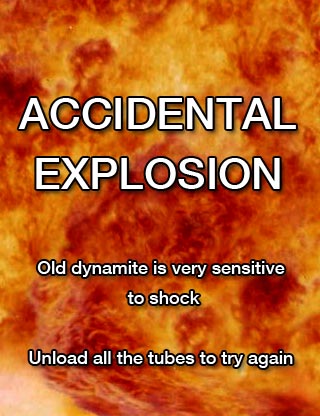 ACCIDENTAL
EXPLOSION
Old dynamite is very sensitive
to shock
Unload all the tubes to try again